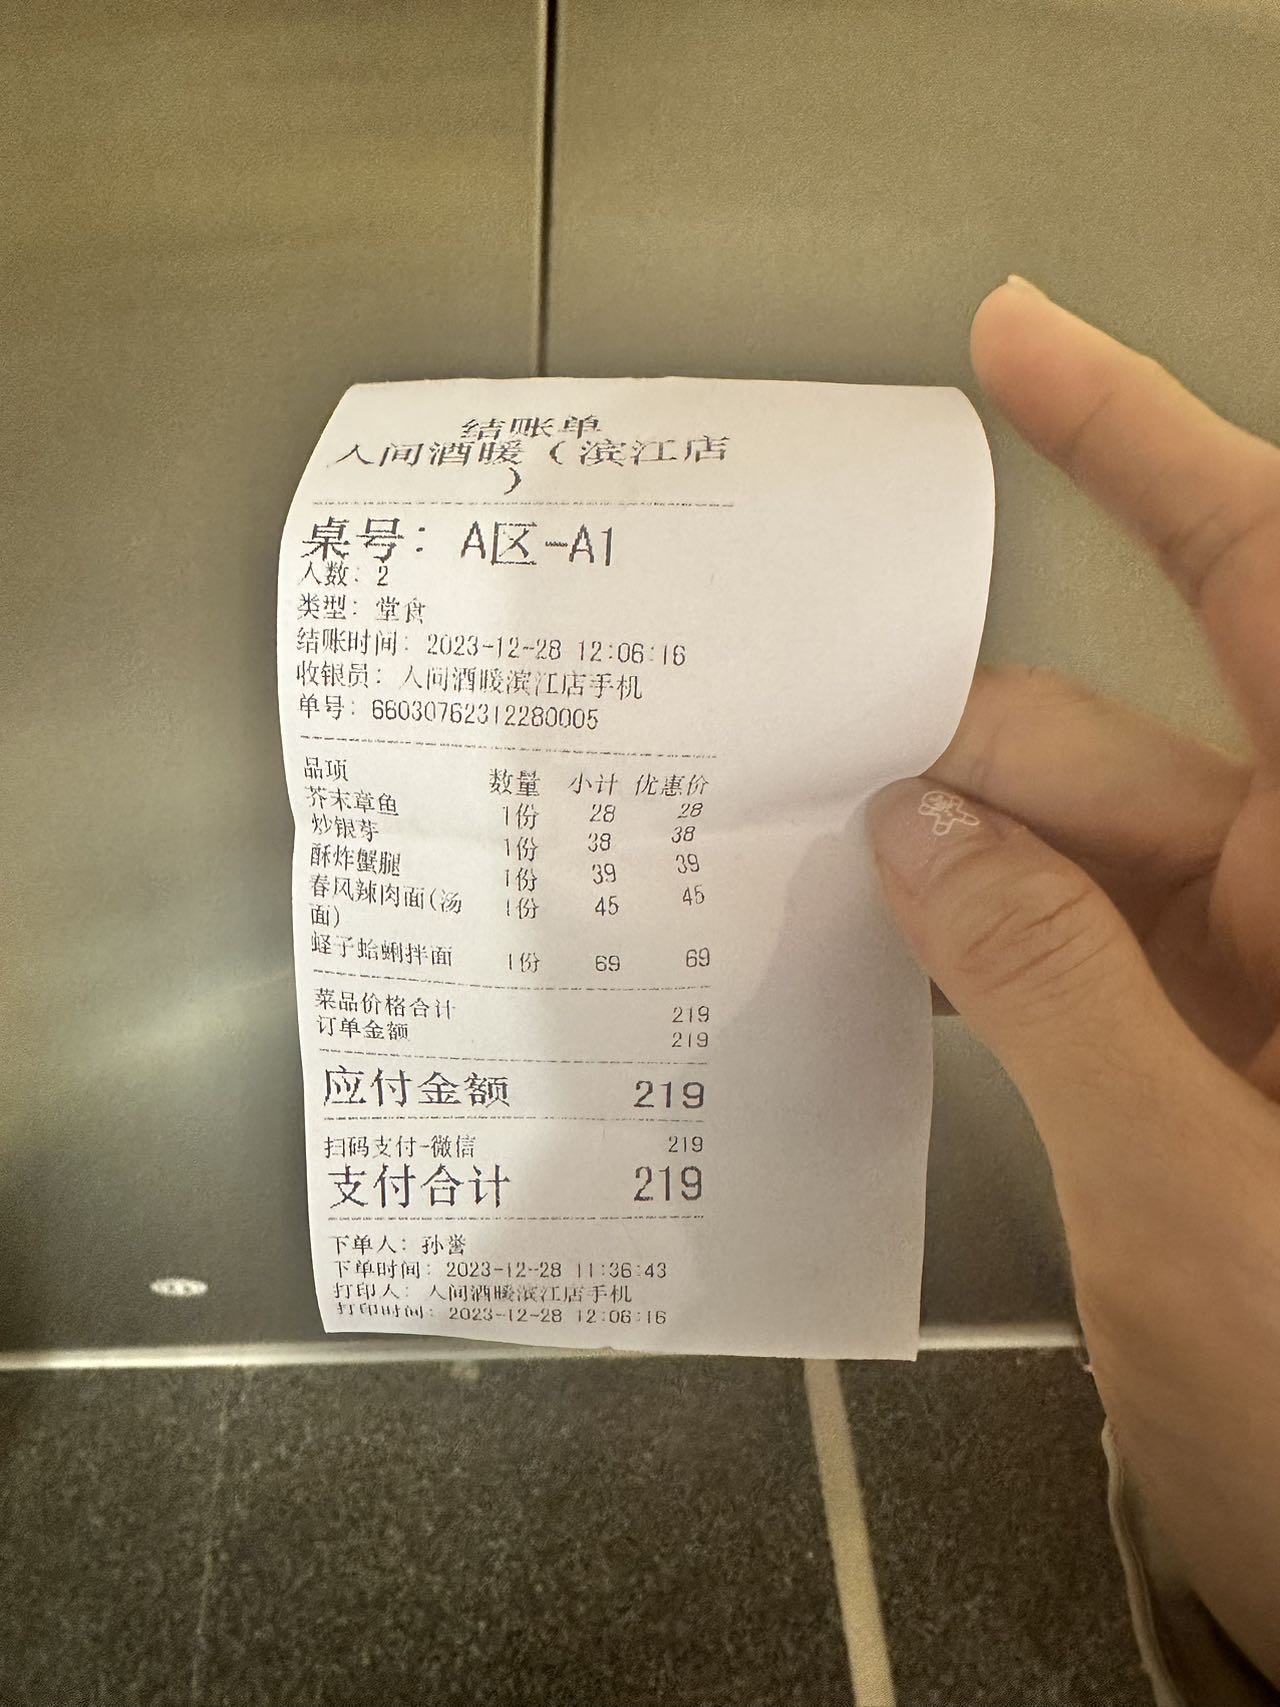 结账单
人间酒暖（滨江店
）
桌号：A区-A1
人数：2
类型：堂食
结账时间：2023-12-28 12:06:16
收银员：人间酒暖滨江店手机
单号：66030762312280005
品项 数量 小计 优惠价
芥末章鱼 1份 28 28
炒银芽 1份 38 38
酥炸蟹腿 1份 39 39
春风辣肉面(汤 1份 45 45
面)
蛏子蛤蜊拌面 1份 69 69
菜品价格合计 219
订单金额 219
应付金额 219
扫码支付-微信 219
支付合计 219
下单人：孙誉
下单时间：2023-12-28 11:36:43
打印人：人间酒暖滨江店手机
打印时间：2023-12-28 12:06:16